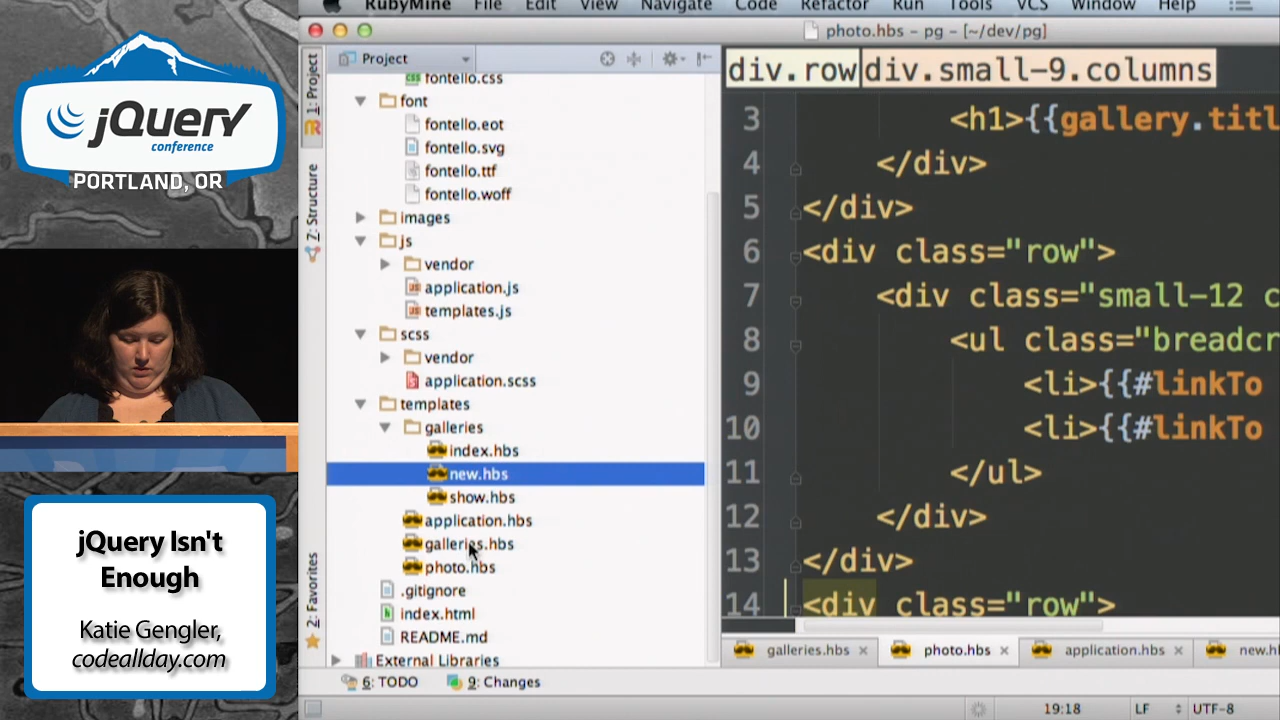 jQuery
conference
PORTLAND, OR
jQuery Isn't
Enough
Katie Gengler,
codeallday.com
RubyMine File Edit View Navigate Code Refactor Run Tools VCS Window Help
photo.hbs – pg – [~/dev/pg]
1: Project
7: Structure
2: Favorites
Project
fontello.css
font
fontello.eot
fontello.svg
fontello.ttf
fontello.woff
images
js
vendor
application.js
templates.js
scss
vendor
application.scss
templates
galleries
index.hbs
new.hbs
show.hbs
application.hbs
galleries.hbs
photo.hbs
.gitignore
index.html
README.md
External Libraries
div.row div.small-9.columns
3 <h1>{{gallery.titl
4 </div>
5 </div>
6 <div class="row">
7 <div class="small-12 c
8 <ul class="breadcr
9 <li>{{#linkTo
10 <li>{{#linkTo
11 </ul>
12 </div>
13 </div>
14 <div class="row">
galleries.hbs photo.hbs application.hbs new.hb
6: TODO 9: Changes
19:18 LF UTF-8